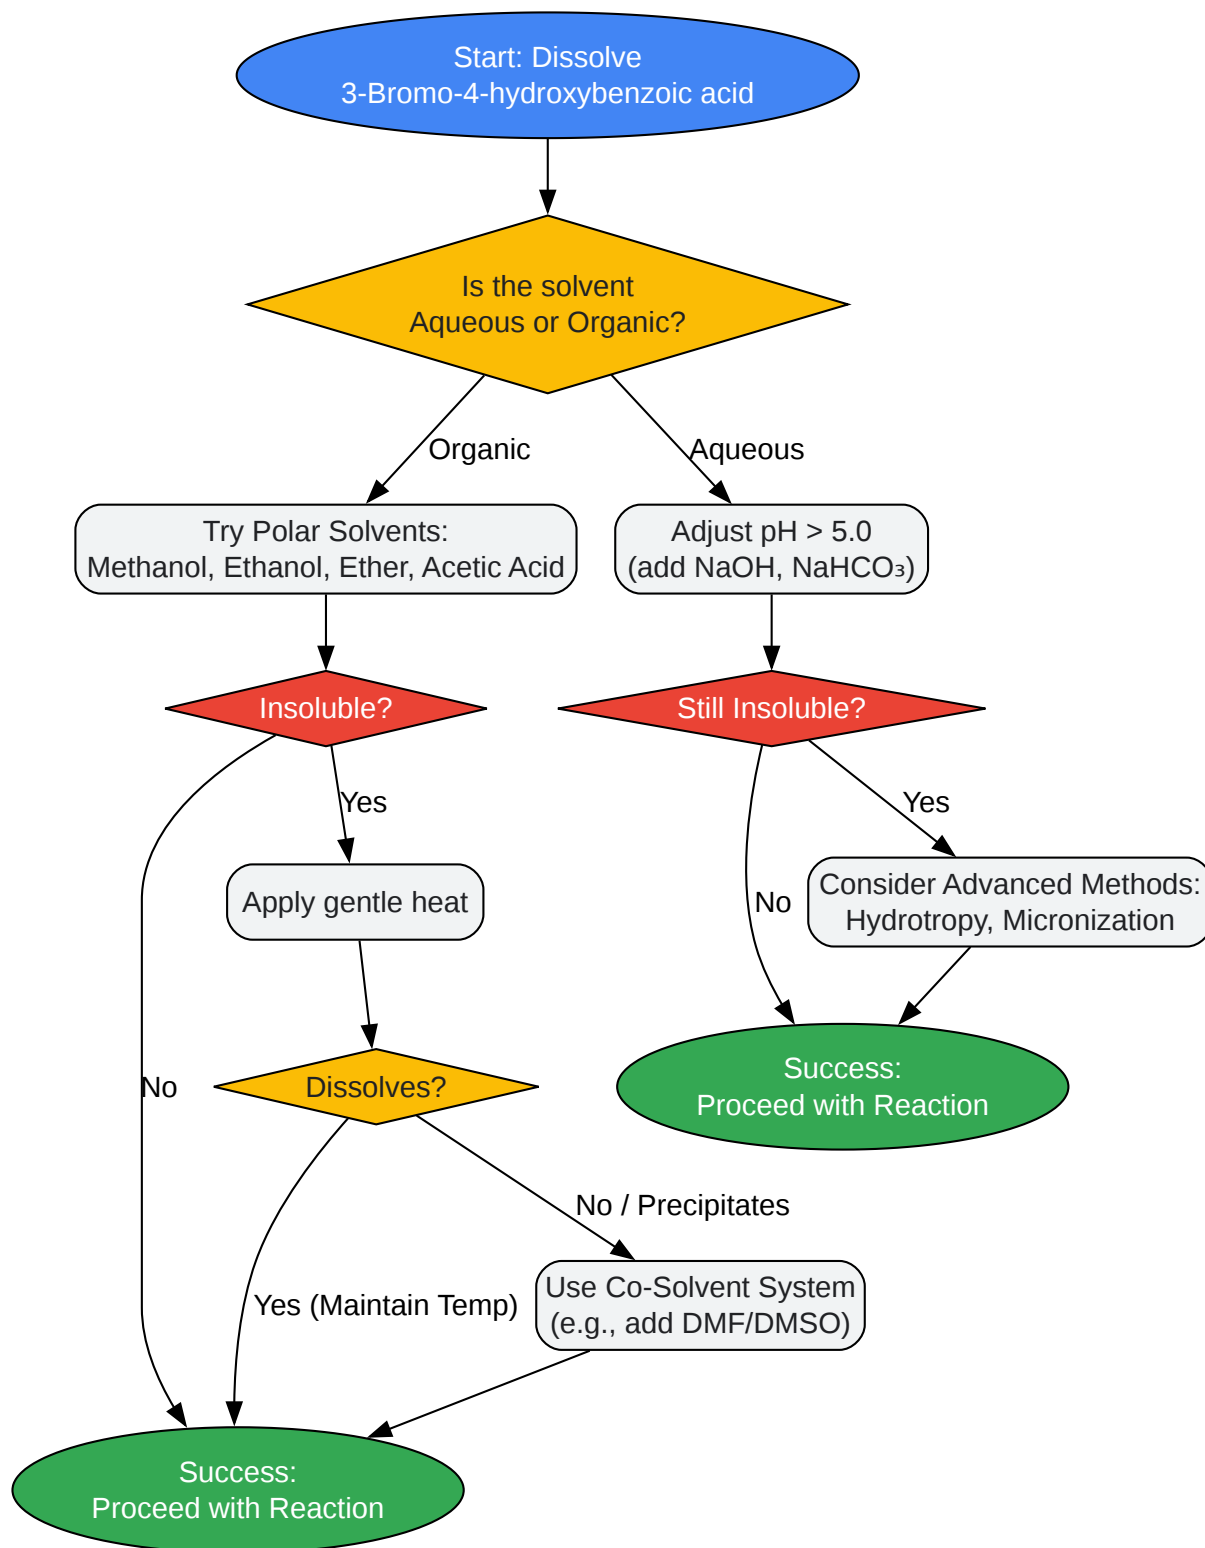 Start: Dissolve
3-Bromo-4-hydroxybenzoic acid
Is the solvent
Aqueous or Organic?
Organic
Aqueous
Try Polar Solvents:
Methanol, Ethanol, Ether, Acetic Acid
Adjust pH > 5.0
(add NaOH, NaHCO₃)
Insoluble?
Still Insoluble?
Yes
Yes
Apply gentle heat
No
Consider Advanced Methods:
Hydrotropy, Micronization
No
Dissolves?
Success:
Proceed with Reaction
No / Precipitates
Yes (Maintain Temp)
Use Co-Solvent System
(e.g., add DMF/DMSO)
Success:
Proceed with Reaction